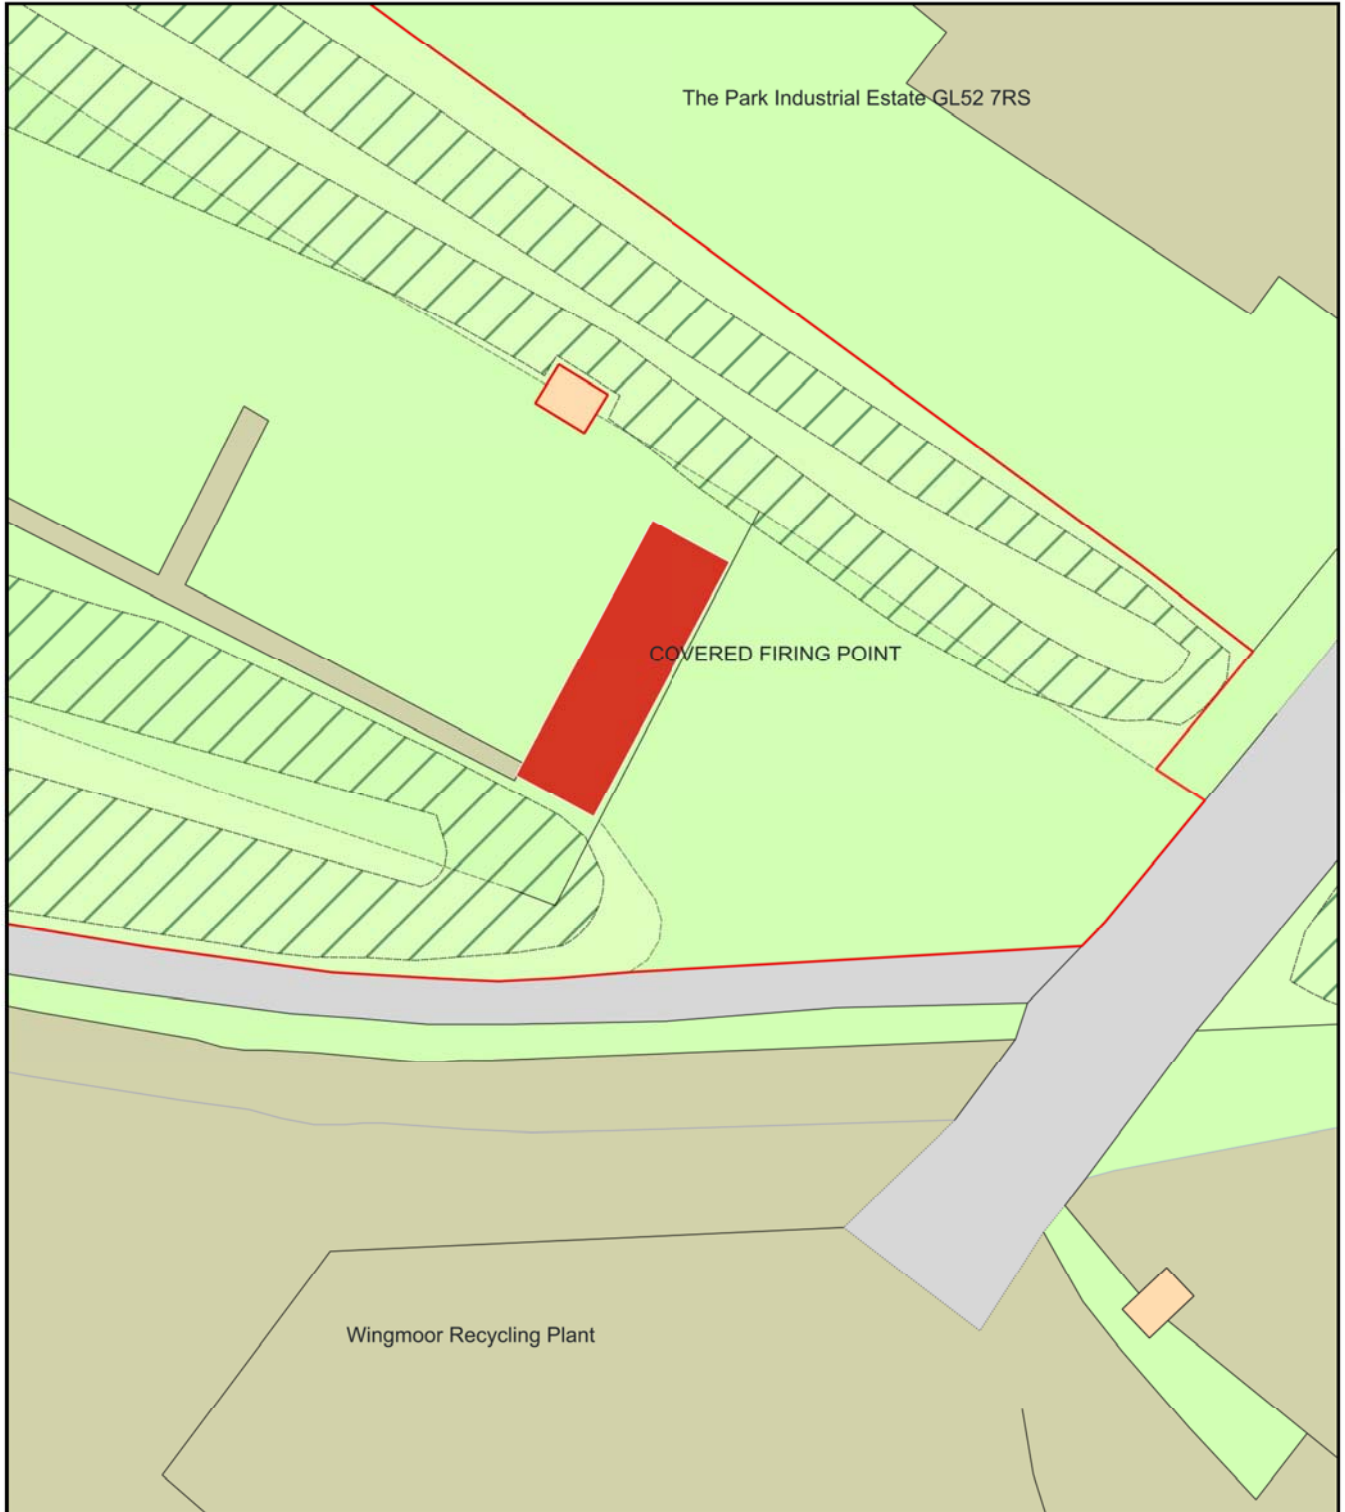 The Park Industrial Estate GL52 7RS
COVERED FIRING POINT
Wingmoor Recycling Plant